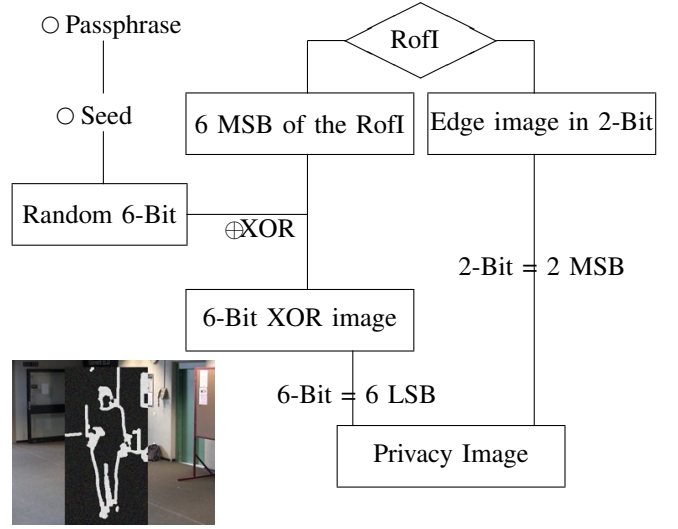 Passphrase
RofI
Seed
6 MSB of the RofI
Edge image in 2-Bit
Random 6-Bit
⊕XOR
2-Bit = 2 MSB
6-Bit XOR image
6-Bit = 6 LSB
Privacy Image